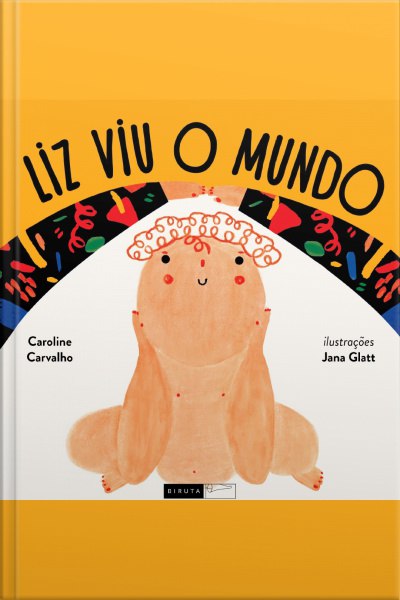 LIZ VIU O MUNDO
Caroline
Carvalho
ilustrações
Jana Glatt
BIRUTA